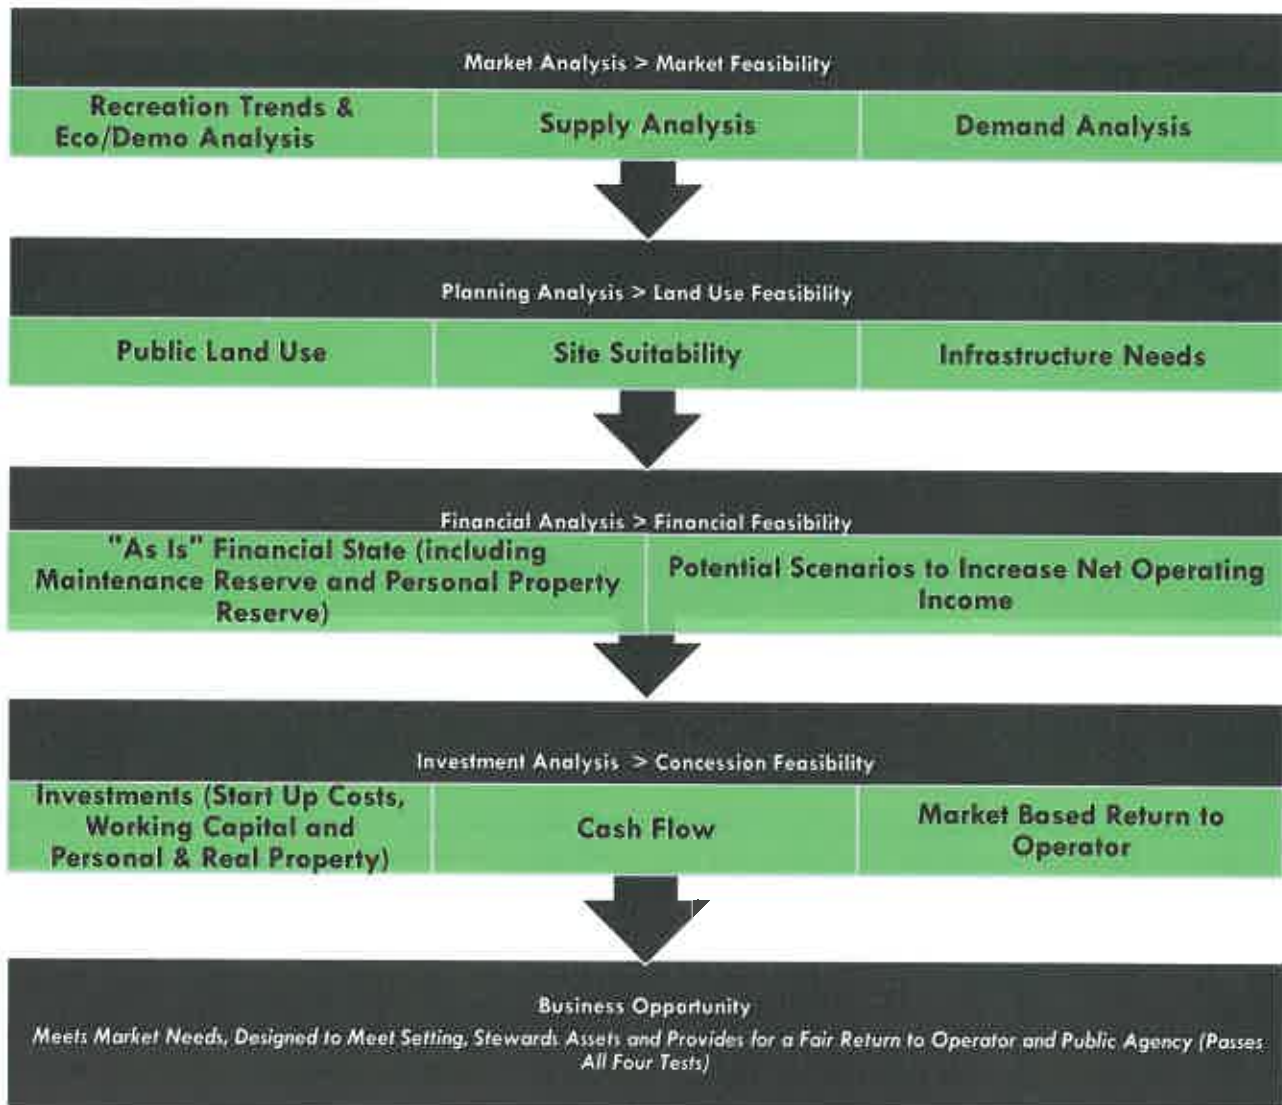 Market Analysis > Market Feasibility
Recreation Trends &
Eco/Demo Analysis
Supply Analysis
Demand Analysis
Planning Analysis > Land Use Feasibility
Public Land Use
Site Suitability
Infrastructure Needs
Financial Analysis > Financial Feasibility
"As Is" Financial State (including
Maintenance Reserve and Personal Property
Reserve)
Potential Scenarios to Increase Net Operating
Income
Investment Analysis > Concession Feasibility
Investments (Start Up Costs,
Working Capital and
Personal & Real Property)
Cash Flow
Market Based Return to
Operator
Business Opportunity
Meets Market Needs, Designed to Meet Setting, Stewards Assets and Provides for a Fair Return to Operator and Public Agency (Passes
All Four Tests)